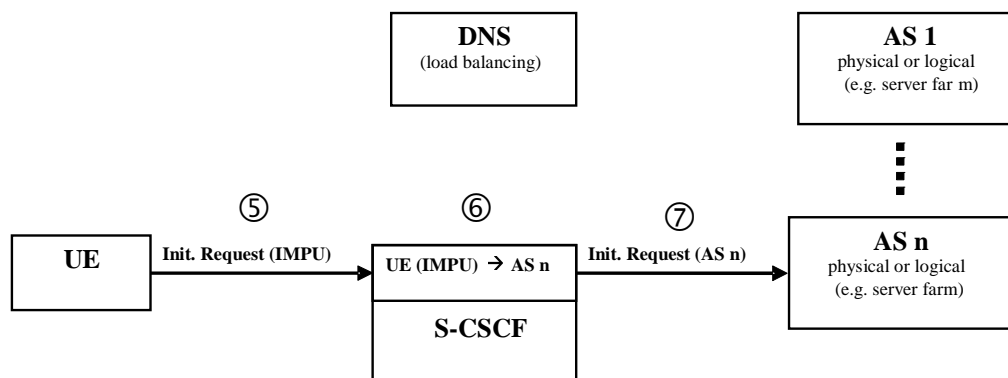 DNS
(load balancing)
AS 1
physical or logical
(e.g. server far m)
⑤
⑥
⑦
UE
Init. Request (IMPU)
UE (IMPU) → AS n
Init. Request (AS n)
AS n
physical or logical
(e.g. server farm)
S-CSCF